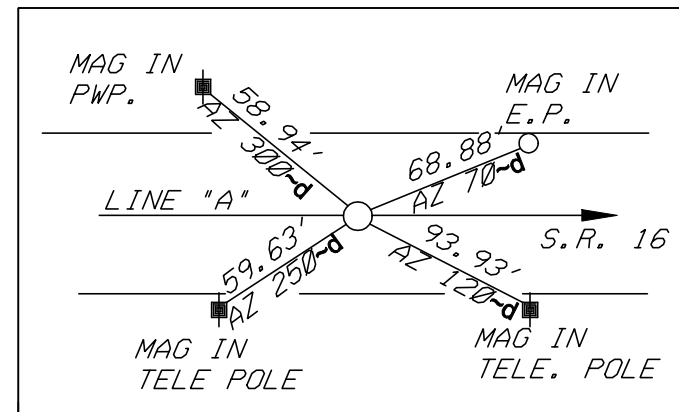 MAG IN
PWP.
58.94'
AZ 300~d
MAG IN
E.P.
68.88'
AZ 70~d
LINE "A"
S.R. 16
59.63'
AZ 250~d
93.93'
AZ 120~d
MAG IN
TELE POLE
MAG IN
TELE. POLE